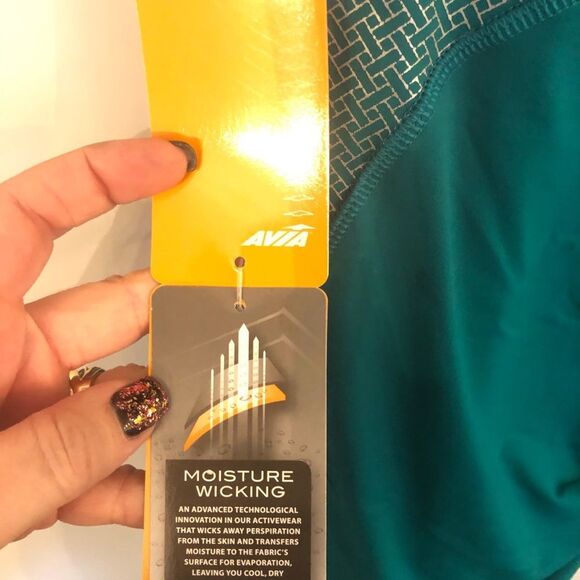 AVIA
MOISTURE
WICKING
AN ADVANCED TECHNOLOGICAL
INNOVATION IN OUR ACTIVEWEAR
THAT WICKS AWAY PERSPIRATION
FROM THE SKIN AND TRANSFERS
MOISTURE TO THE FABRIC'S
SURFACE FOR EVAPORATION,
LEAVING YOU COOL, DRY